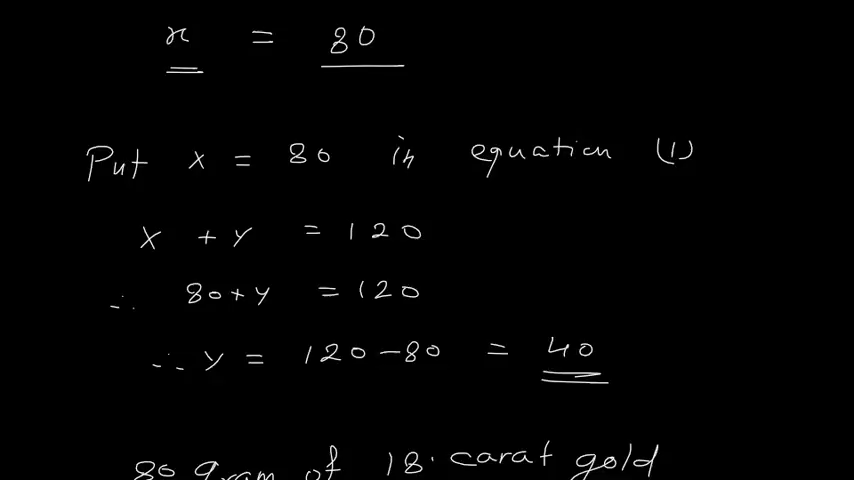 x = 80
Put x = 80 in equation (1)
x + y = 120
∴ 80 + y = 120
∴ y = 120 - 80 = 40
80 gram of 18. carat gold